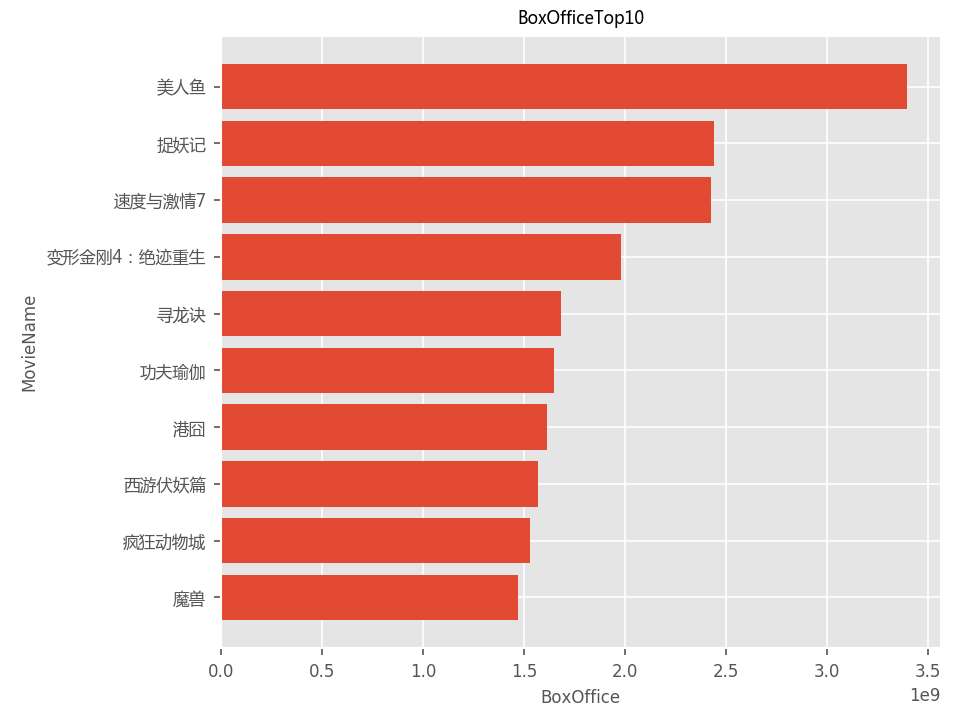 BoxOfficeTop10
美人鱼
捉妖记
速度与激情7
变形金刚4：绝迹重生
寻龙诀
功夫瑜伽
港囧
西游伏妖篇
疯狂动物城
魔兽
MovieName
0.0 0.5 1.0 1.5 2.0 2.5 3.0 3.5
1e9
BoxOffice